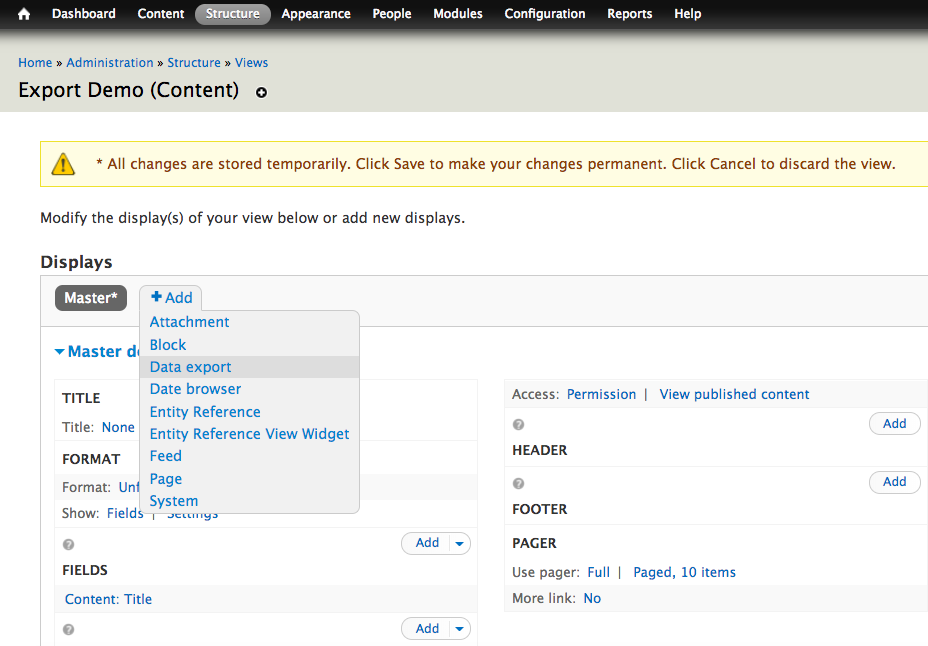 Dashboard Content Structure Appearance People Modules Configuration Reports Help
Home » Administration » Structure » Views
Export Demo (Content)
* All changes are stored temporarily. Click Save to make your changes permanent. Click Cancel to discard the view.
Modify the display(s) of your view below or add new displays.
Displays
Master* Add
Attachment
Block
Data export
Date browser
Entity Reference
Entity Reference View Widget
Feed
Page
System
Master
TITLE
Title: None
FORMAT
Format:
Show: Fields | Settings
Add
FIELDS
Content: Title
Add
Access: Permission | View published content
Add
HEADER
Add
FOOTER
PAGER
Use pager: Full | Paged, 10 items
More link: No